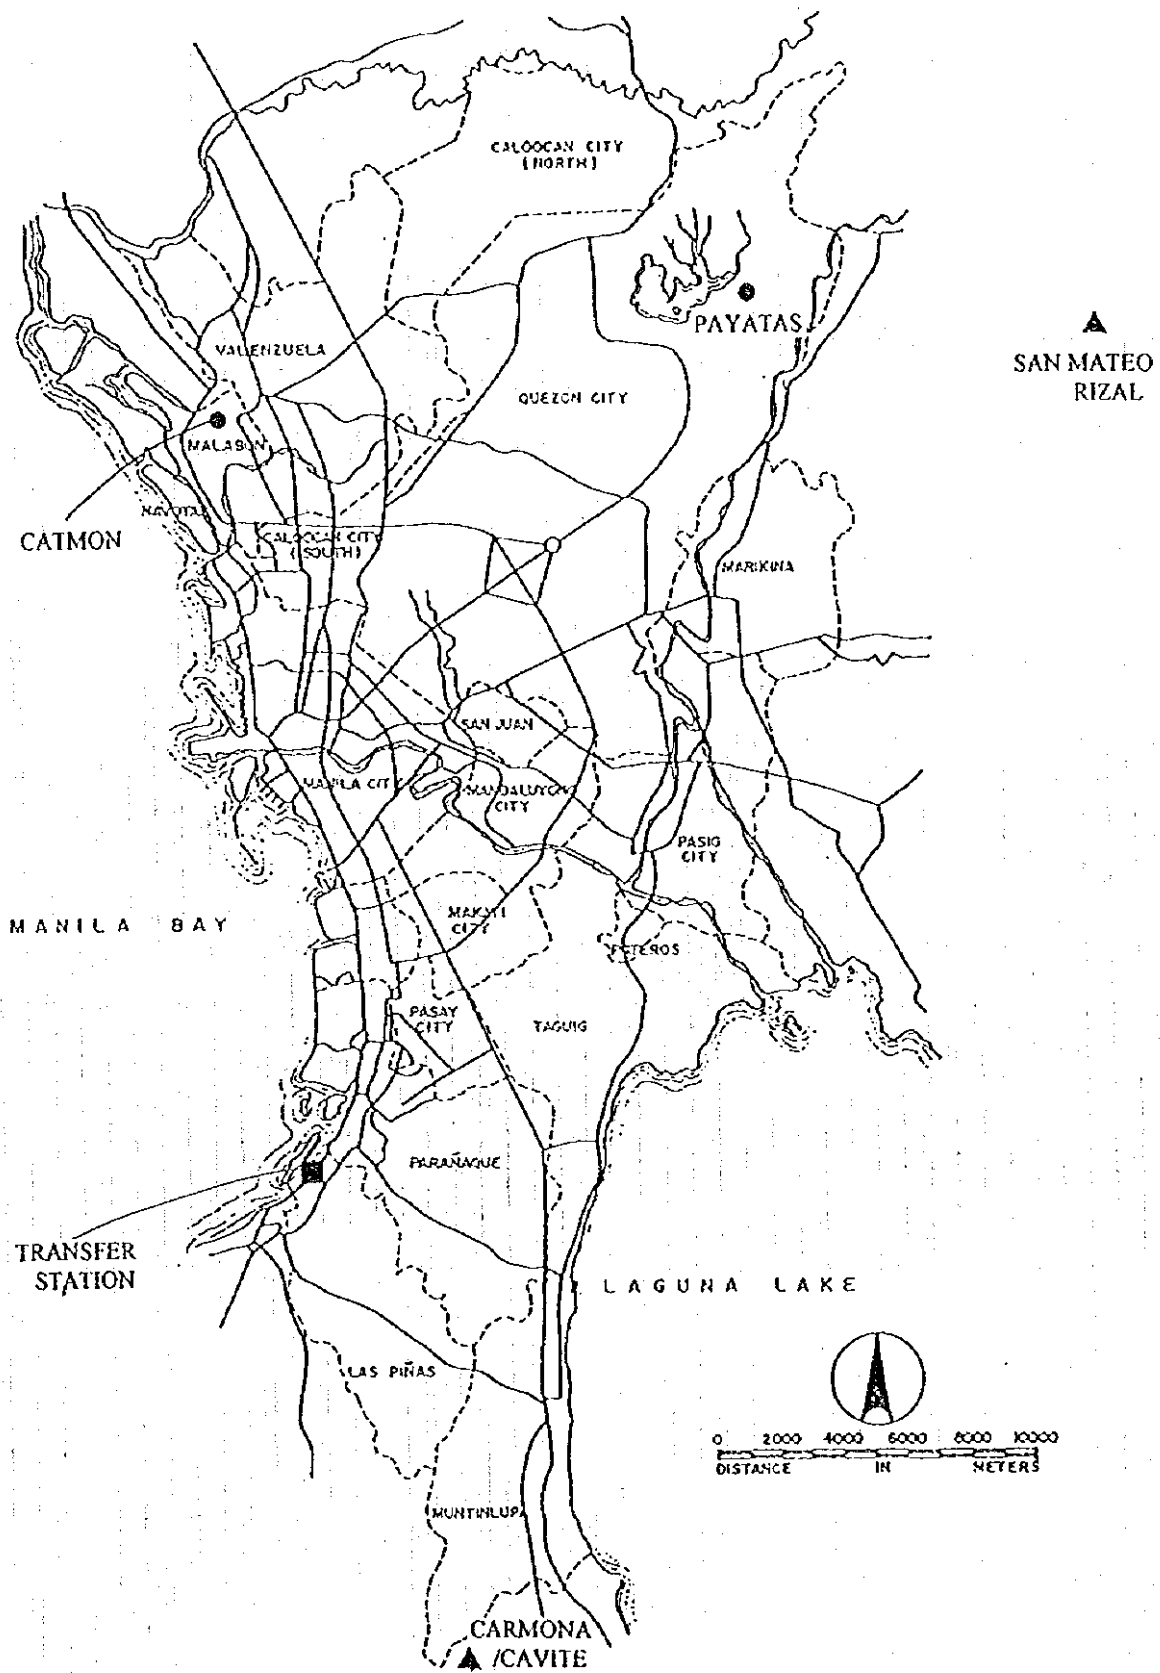 CALOOCAN CITY
(NORTH)
PAYATAS
SAN MATEO
RIZAL
VALENZUELA
QUEZON CITY
MALABON
NAVOTAS
CATMON
CALOOCAN CITY
(SOUTH)
MARIKINA
SAN JUAN
MANILA CITY
MANDALUYONG
CITY
PASIG
CITY
MANILA BAY
MAKATI
CITY
PATEROS
PASAY
CITY
TAGUIG
PARAÑAQUE
TRANSFER
STATION
LAGUNA LAKE
LAS PIÑAS
0 2000 4000 6000 8000 10000
DISTANCE IN METERS
MUNTINLUPA
CARMONA
/CAVITE